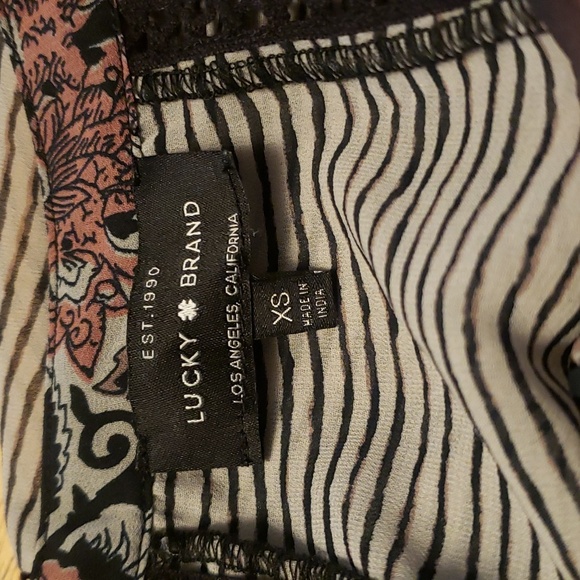 EST. 1990
LUCKY BRAND
LOS ANGELES, CALIFORNIA
XS
MADE IN
INDIA